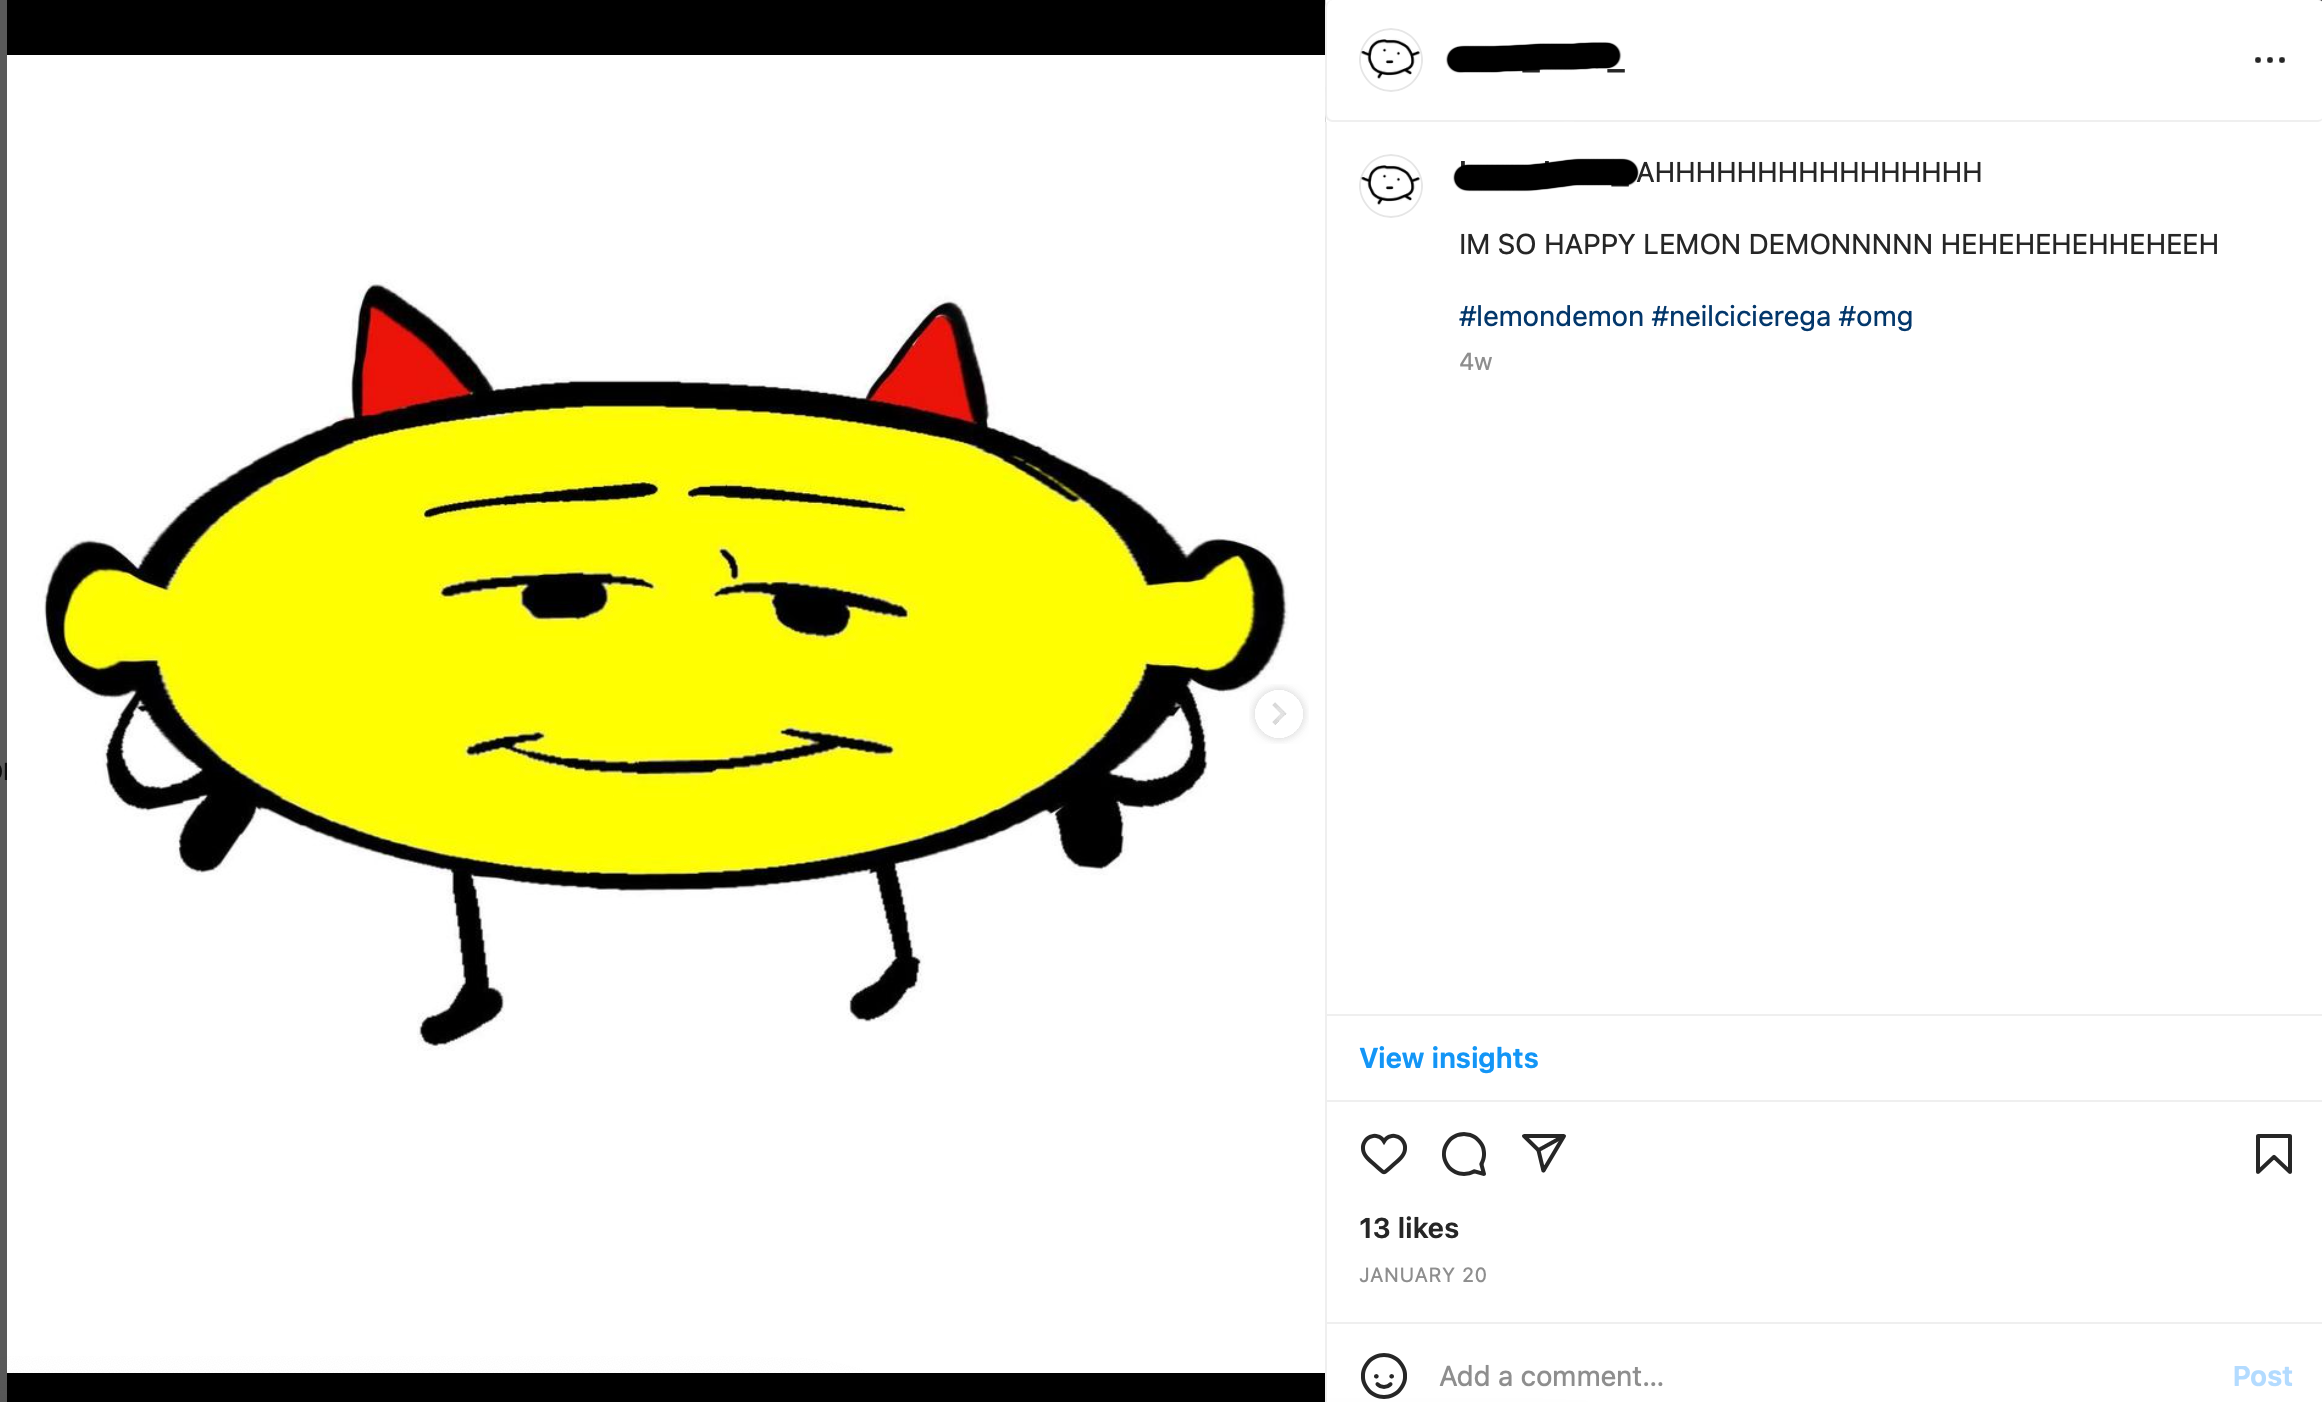 AHHHHHHHHHHHHHHHH
IM SO HAPPY LEMON DEMONNNNN HEHEHEHEHHEHEEH
#lemondemon #neilcicierega #omg
4w
View insights
13 likes
JANUARY 20
Add a comment...
Post